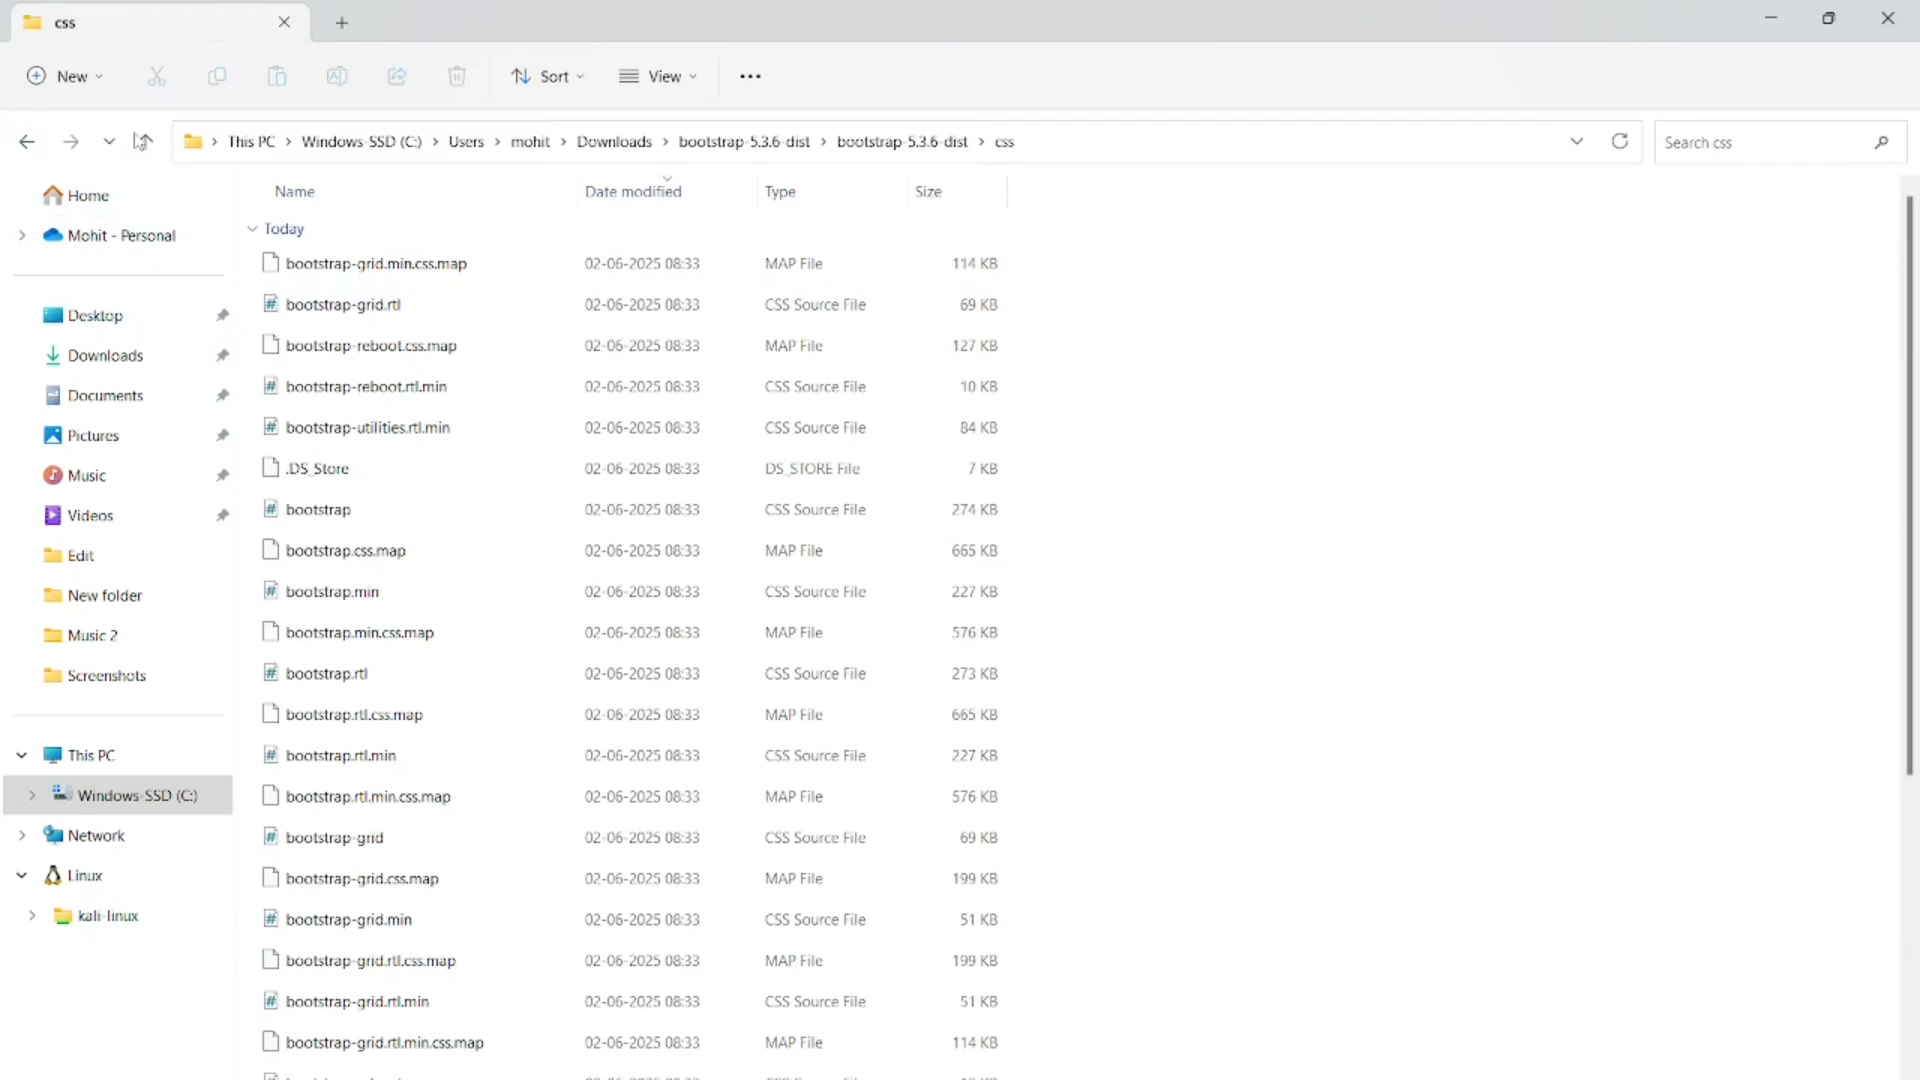 css
New
Sort
View
This PC > Windows-SSD (C:) > Users > mohit > Downloads > bootstrap-5.3.6-dist > bootstrap-5.3.6-dist > css
Search css
Home
Mohit - Personal
Desktop
Downloads
Documents
Pictures
Music
Videos
Edit
New folder
Music 2
Screenshots
This PC
Windows-SSD (C:)
Network
Linux
kali-linux
Name Date modified Type Size
Today
bootstrap-grid.min.css.map 02-06-2025 08:33 MAP File 114 KB
bootstrap-grid.rtl 02-06-2025 08:33 CSS Source File 69 KB
bootstrap-reboot.css.map 02-06-2025 08:33 MAP File 127 KB
bootstrap-reboot.rtl.min 02-06-2025 08:33 CSS Source File 10 KB
bootstrap-utilities.rtl.min 02-06-2025 08:33 CSS Source File 84 KB
.DS_Store 02-06-2025 08:33 DS_STORE File 7 KB
bootstrap 02-06-2025 08:33 CSS Source File 274 KB
bootstrap.css.map 02-06-2025 08:33 MAP File 665 KB
bootstrap.min 02-06-2025 08:33 CSS Source File 227 KB
bootstrap.min.css.map 02-06-2025 08:33 MAP File 576 KB
bootstrap.rtl 02-06-2025 08:33 CSS Source File 273 KB
bootstrap.rtl.css.map 02-06-2025 08:33 MAP File 665 KB
bootstrap.rtl.min 02-06-2025 08:33 CSS Source File 227 KB
bootstrap.rtl.min.css.map 02-06-2025 08:33 MAP File 576 KB
bootstrap-grid 02-06-2025 08:33 CSS Source File 69 KB
bootstrap-grid.css.map 02-06-2025 08:33 MAP File 199 KB
bootstrap-grid.min 02-06-2025 08:33 CSS Source File 51 KB
bootstrap-grid.rtl.css.map 02-06-2025 08:33 MAP File 199 KB
bootstrap-grid.rtl.min 02-06-2025 08:33 CSS Source File 51 KB
bootstrap-grid.rtl.min.css.map 02-06-2025 08:33 MAP File 114 KB